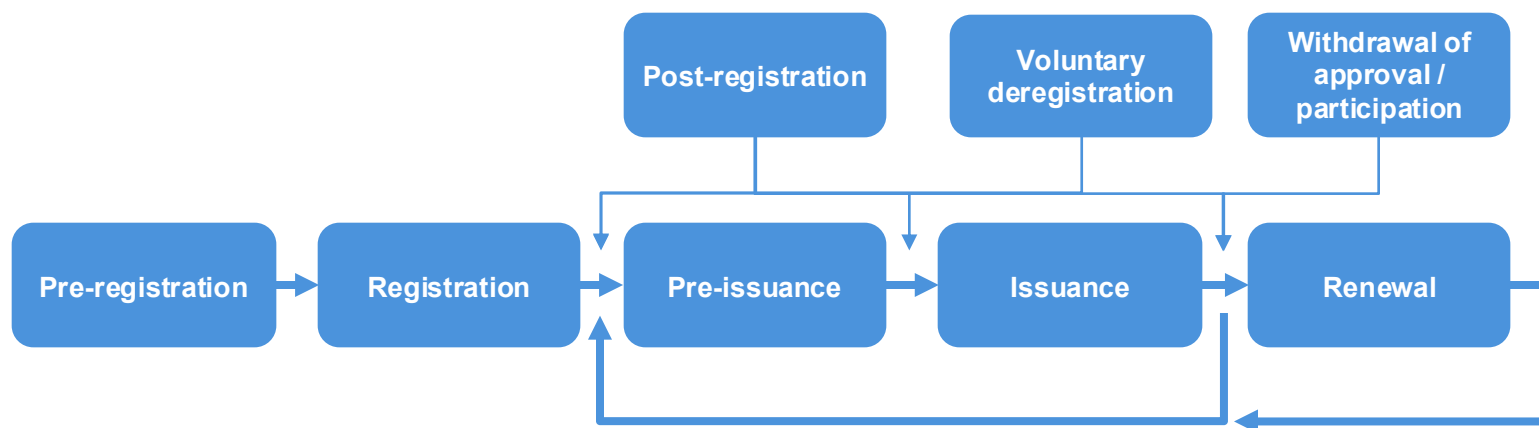 Post-registration
Voluntary
deregistration
Withdrawal of
approval /
participation
Pre-registration
Registration
Pre-issuance
Issuance
Renewal